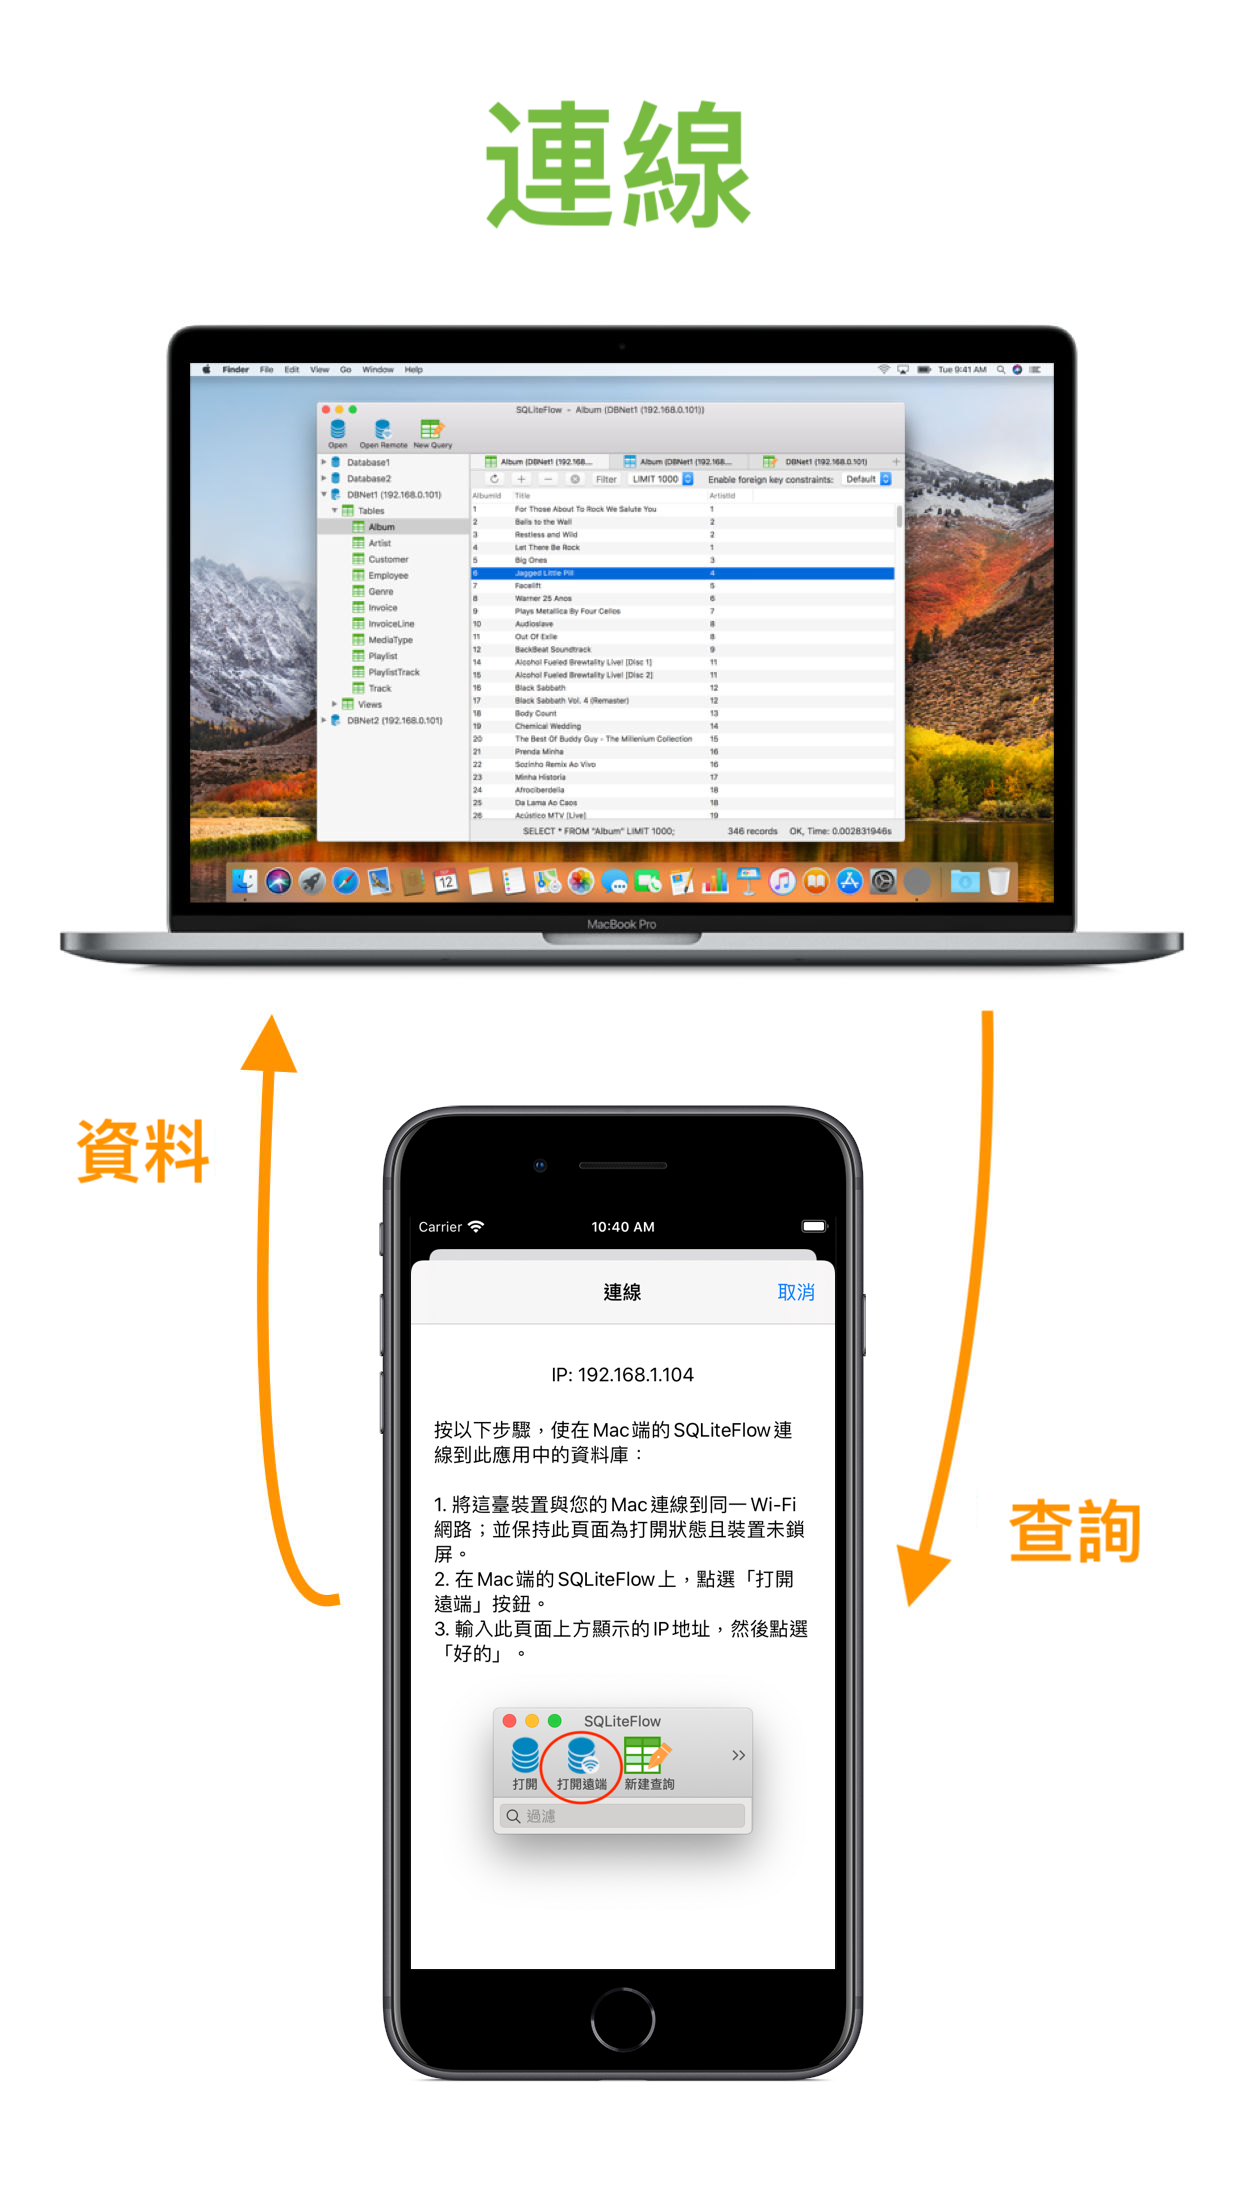 連線
Finder File Edit View Go Window Help Tue 9:41 AM
SQLiteFlow - Album (DBNet1 (192.168.0.101))
Open Open Remote New Query
Database1
Database2
DBNet1 (192.168.0.101)
Tables
Album
Artist
Customer
Employee
Genre
Invoice
InvoiceLine
MediaType
Playlist
PlaylistTrack
Track
Views
DBNet2 (192.168.0.101)
Album (DBNet1 (192.168.... Album (DBNet1 (192.168.... DBNet1 (192.168.0.101)
Filter LIMIT 1000 Enable foreign key constraints: Default
AlbumId Title ArtistId
1 For Those About To Rock We Salute You 1
2 Balls to the Wall 2
3 Restless and Wild 2
4 Let There Be Rock 1
5 Big Ones 3
6 Jagged Little Pill 4
7 Facelift 5
8 Warner 25 Anos 6
9 Plays Metallica By Four Cellos 7
10 Audioslave 8
11 Out Of Exile 8
12 BackBeat Soundtrack 9
14 Alcohol Fueled Brewtality Live! [Disc 1] 11
15 Alcohol Fueled Brewtality Live! [Disc 2] 11
16 Black Sabbath 12
17 Black Sabbath Vol. 4 (Remaster) 12
18 Body Count 13
19 Chemical Wedding 14
20 The Best Of Buddy Guy - The Millenium Collection 15
21 Prenda Minha 16
22 Sozinho Remix Ao Vivo 16
23 Minha Historia 17
24 Afrociberdelia 18
25 Da Lama Ao Caos 18
26 Acústico MTV [Live] 19
SELECT * FROM "Album" LIMIT 1000; 346 records OK, Time: 0.002831946s
12
MacBook Pro
資料
查詢
Carrier 10:40 AM
連線 取消
IP: 192.168.1.104
按以下步驟，使在Mac端的SQLiteFlow連
線到此應用中的資料庫：
1. 將這臺裝置與您的Mac連線到同一Wi-Fi
網路；並保持此頁面為打開狀態且裝置未鎖
屏。
2. 在Mac端的SQLiteFlow上，點選「打開
遠端」按鈕。
3. 輸入此頁面上方顯示的IP地址，然後點選
「好的」。
SQLiteFlow
打開 打開遠端 新建查詢
過濾